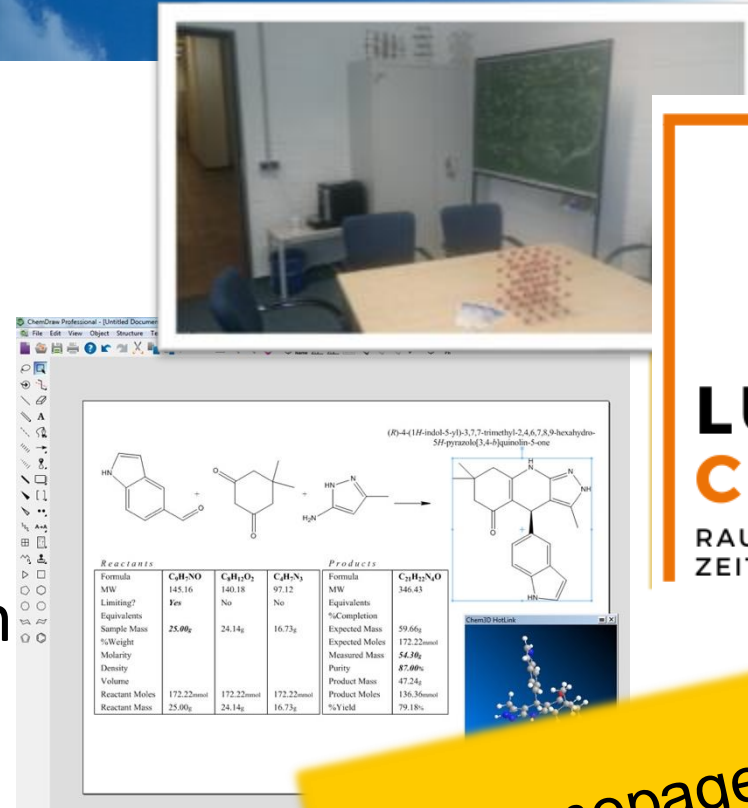 LU
C
RAU
ZEIT
ChemDraw Professional - [Untitled Document
File Edit View Object Structure Te
(R)-4-(1H-indol-5-yl)-3,7,7-trimethyl-2,4,6,7,8,9-hexahydro-
5H-pyrazolo[3,4-b]quinolin-5-one
HN
O
O
+
O
+
HN N
H₂N
H
N
N
NH
O
HN
n
Reactants Products
Formula C₉H₇NO C₈H₁₂O₂ C₄H₇N₃ Formula C₂₁H₂₂N₄O
MW 145.16 140.18 97.12 MW 346.43
Limiting? Yes No No Equivalents
Equivalents %Completion
Sample Mass 25.00g 24.14g 16.73g Expected Mass 59.66g
%Weight Expected Moles 172.22mmol
Molarity Measured Mass 54.30g
Density Purity 87.00%
Volume Product Mass 47.24g
Reactant Moles 172.22mmol 172.22mmol 172.22mmol Product Moles 136.36mmol
Reactant Mass 25.00g 24.14g 16.73g %Yield 79.18%
Chem3D HotLink
epage